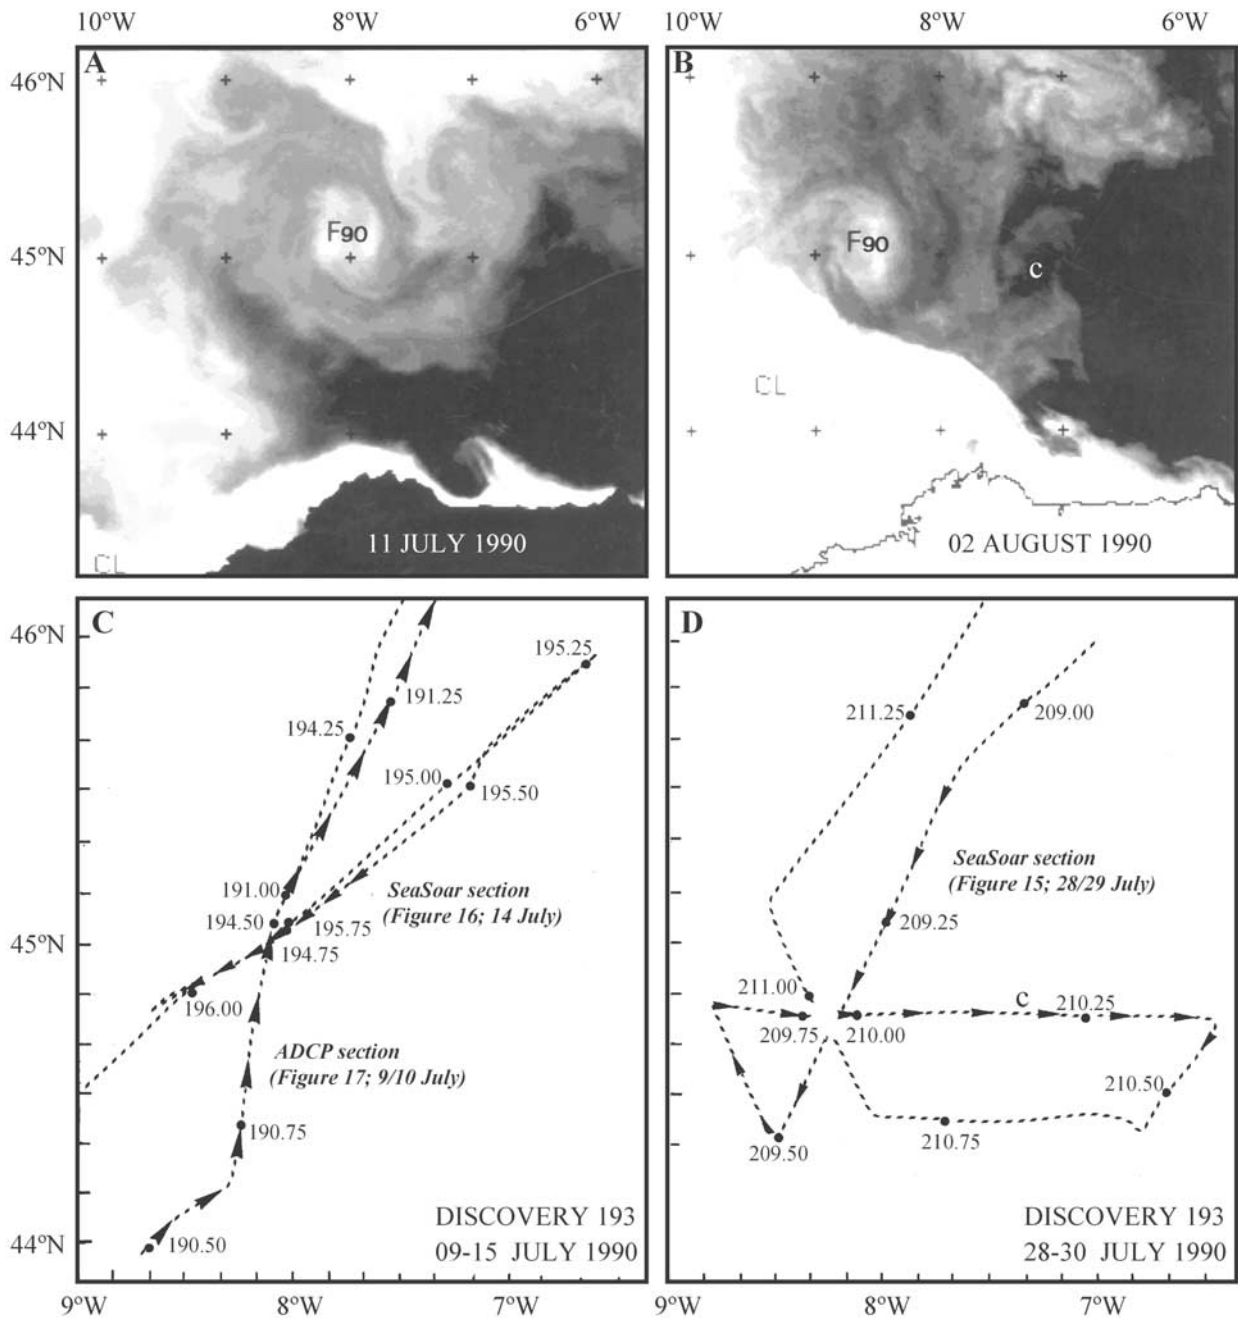 10°W 8°W 6°W 10°W 8°W 6°W
A
B
46°N
45°N
44°N
F90
F90
c
CL
CL
11 JULY 1990
02 AUGUST 1990
C
D
46°N
45°N
44°N
195.25
191.25
194.25
195.00
195.50
191.00
194.50
195.75
194.75
196.00
SeaSoar section
(Figure 16; 14 July)
ADCP section
(Figure 17; 9/10 July)
190.75
190.50
DISCOVERY 193
09-15 JULY 1990
211.25
209.00
SeaSoar section
(Figure 15; 28/29 July)
209.25
211.00
c
210.25
209.75
210.00
210.50
210.75
209.50
DISCOVERY 193
28-30 JULY 1990
9°W 8°W 7°W 9°W 8°W 7°W